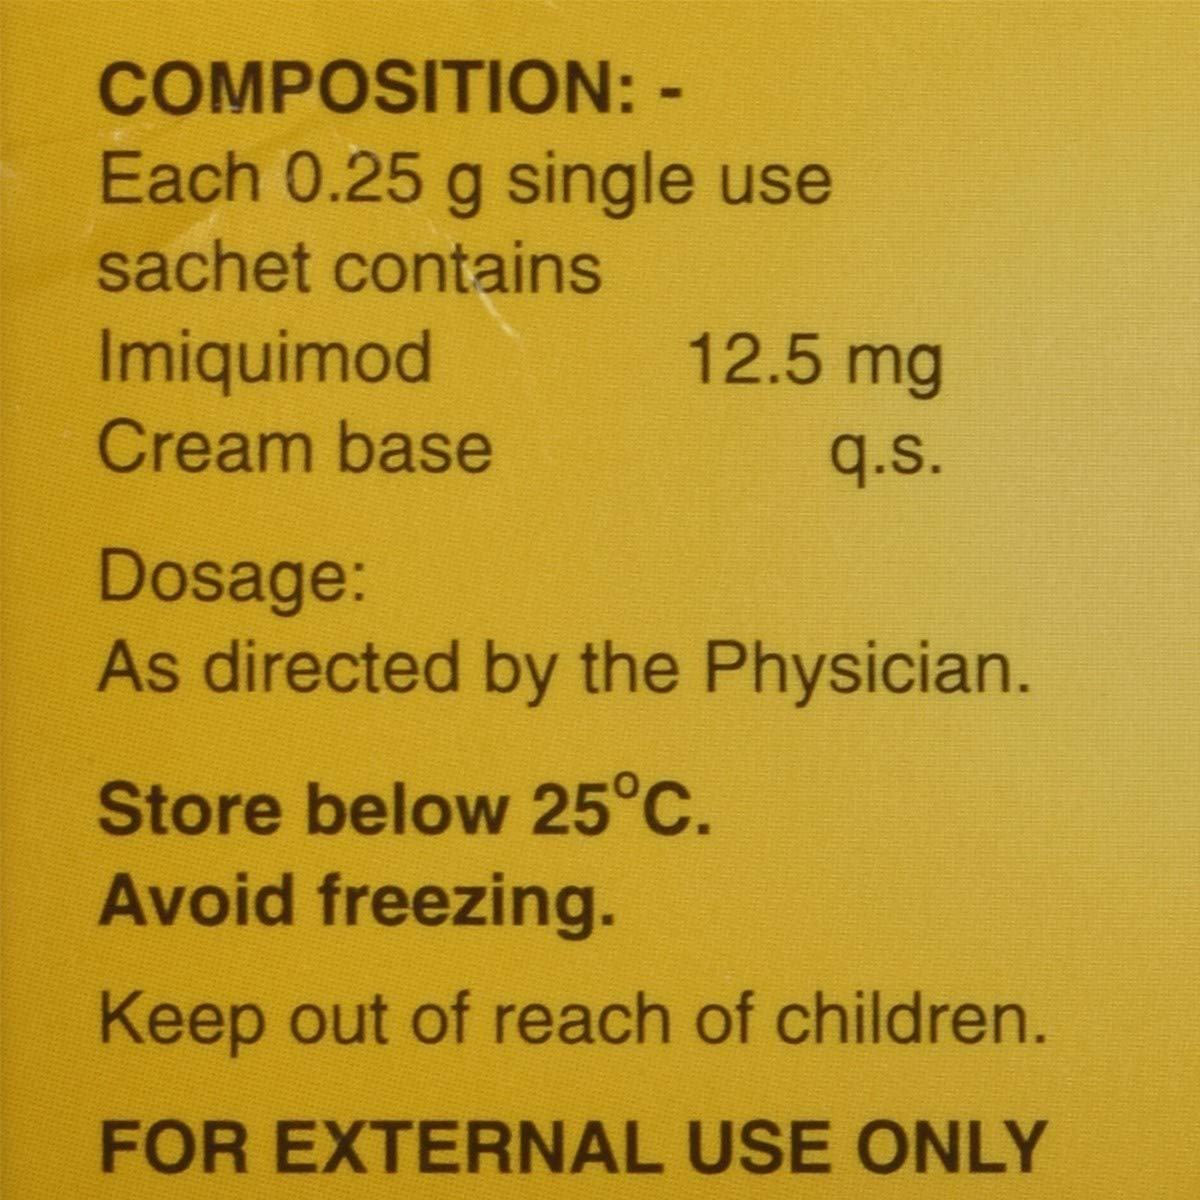 COMPOSITION: -
Each 0.25 g single use
sachet contains
Imiquimod 12.5 mg
Cream base q.s.
Dosage:
As directed by the Physician.
Store below 25°C.
Avoid freezing.
Keep out of reach of children.
FOR EXTERNAL USE ONLY